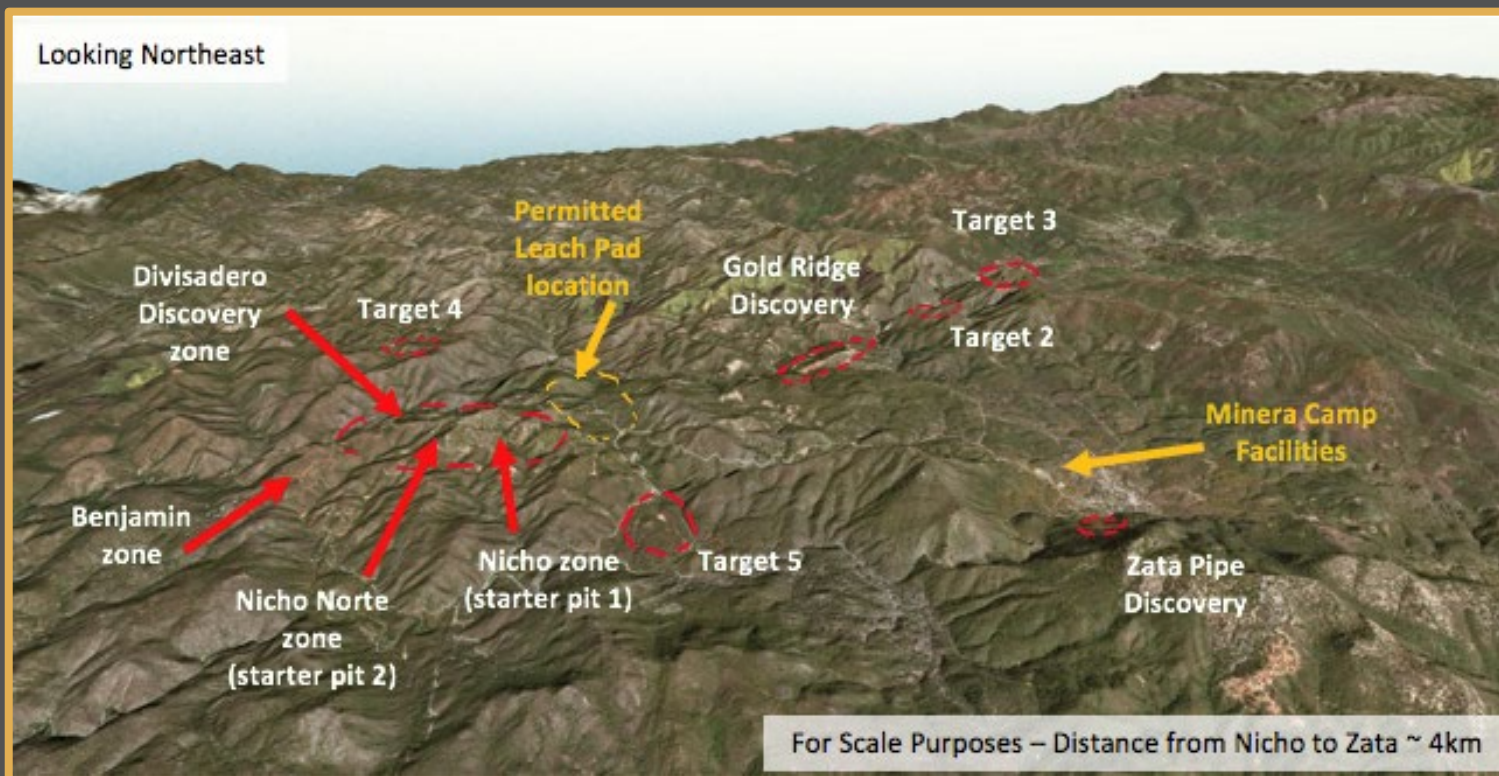 Looking Northeast
Permitted
Leach Pad
location
Target 3
Divisadero
Discovery
zone
Target 4
Gold Ridge
Discovery
Target 2
Minera Camp
Facilities
Benjamin
zone
Nicho Norte
zone
(starter pit 2)
Nicho zone
(starter pit 1)
Target 5
Zata Pipe
Discovery
For Scale Purposes – Distance from Nicho to Zata ~ 4km